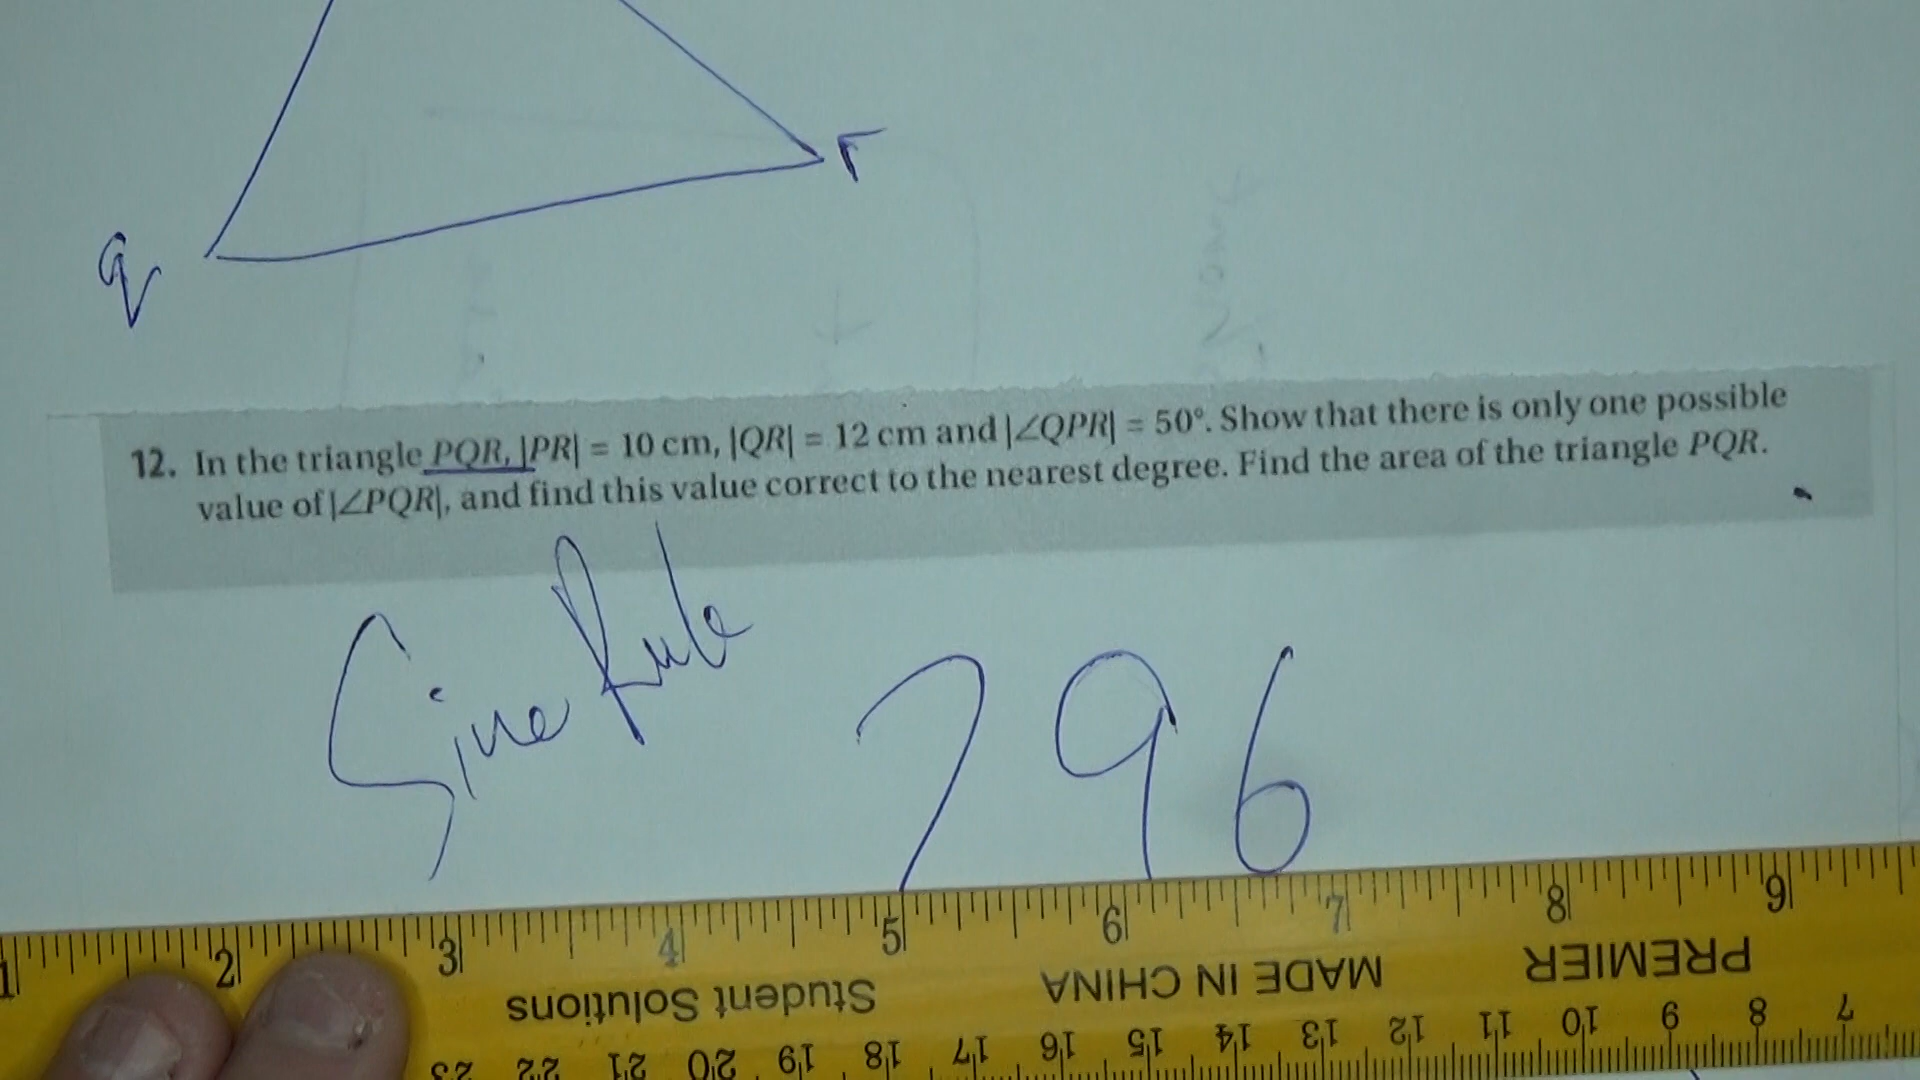 r
q
12. In the triangle PQR, |PR| = 10 cm, |QR| = 12 cm and |∠QPR| = 50°. Show that there is only one possible
value of |∠PQR|, and find this value correct to the nearest degree. Find the area of the triangle PQR.
Sine Rule 796
1 2 3 4 5 6 7 8 9
Student Solutions MADE IN CHINA PREMIER
23 22 21 20 19 18 17 16 15 14 13 12 11 10 9 8 7